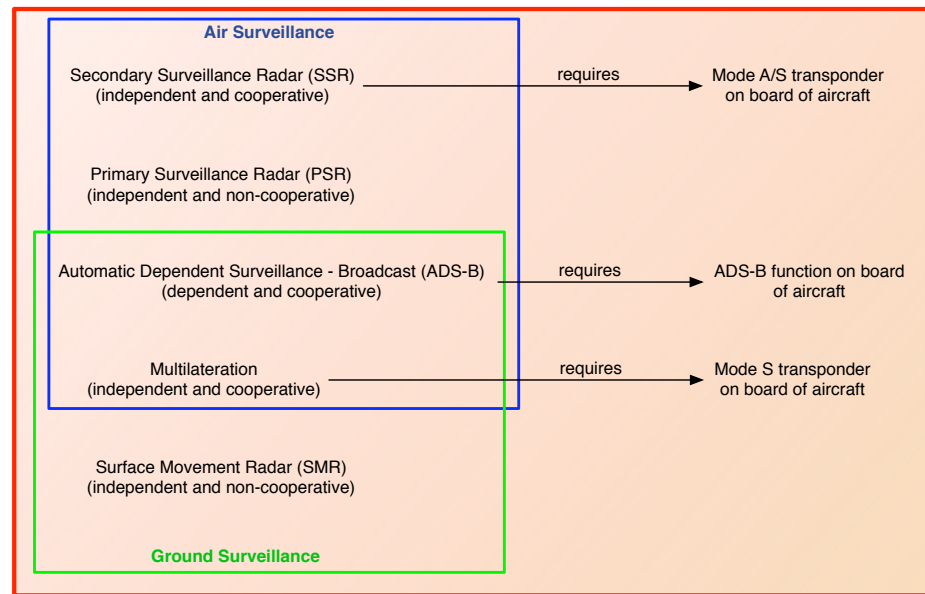 Air Surveillance
Secondary Surveillance Radar (SSR)
(independent and cooperative)
requires
Mode A/S transponder
on board of aircraft
Primary Surveillance Radar (PSR)
(independent and non-cooperative)
Automatic Dependent Surveillance - Broadcast (ADS-B)
(dependent and cooperative)
requires
ADS-B function on board
of aircraft
Multilateration
(independent and cooperative)
requires
Mode S transponder
on board of aircraft
Surface Movement Radar (SMR)
(independent and non-cooperative)
Ground Surveillance